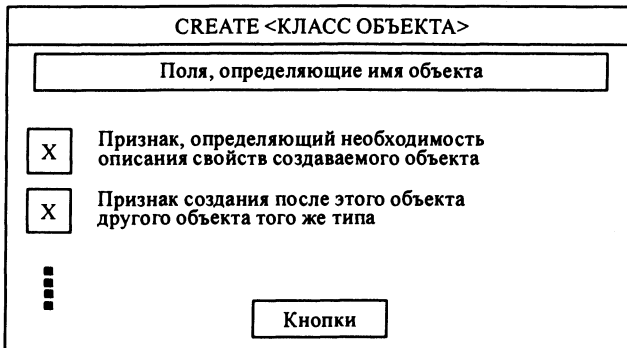 CREATE <КЛАСС ОБЪЕКТА>
Поля, определяющие имя объекта
X Признак, определяющий необходимость
описания свойств создаваемого объекта
X Признак создания после этого объекта
другого объекта того же типа
Кнопки